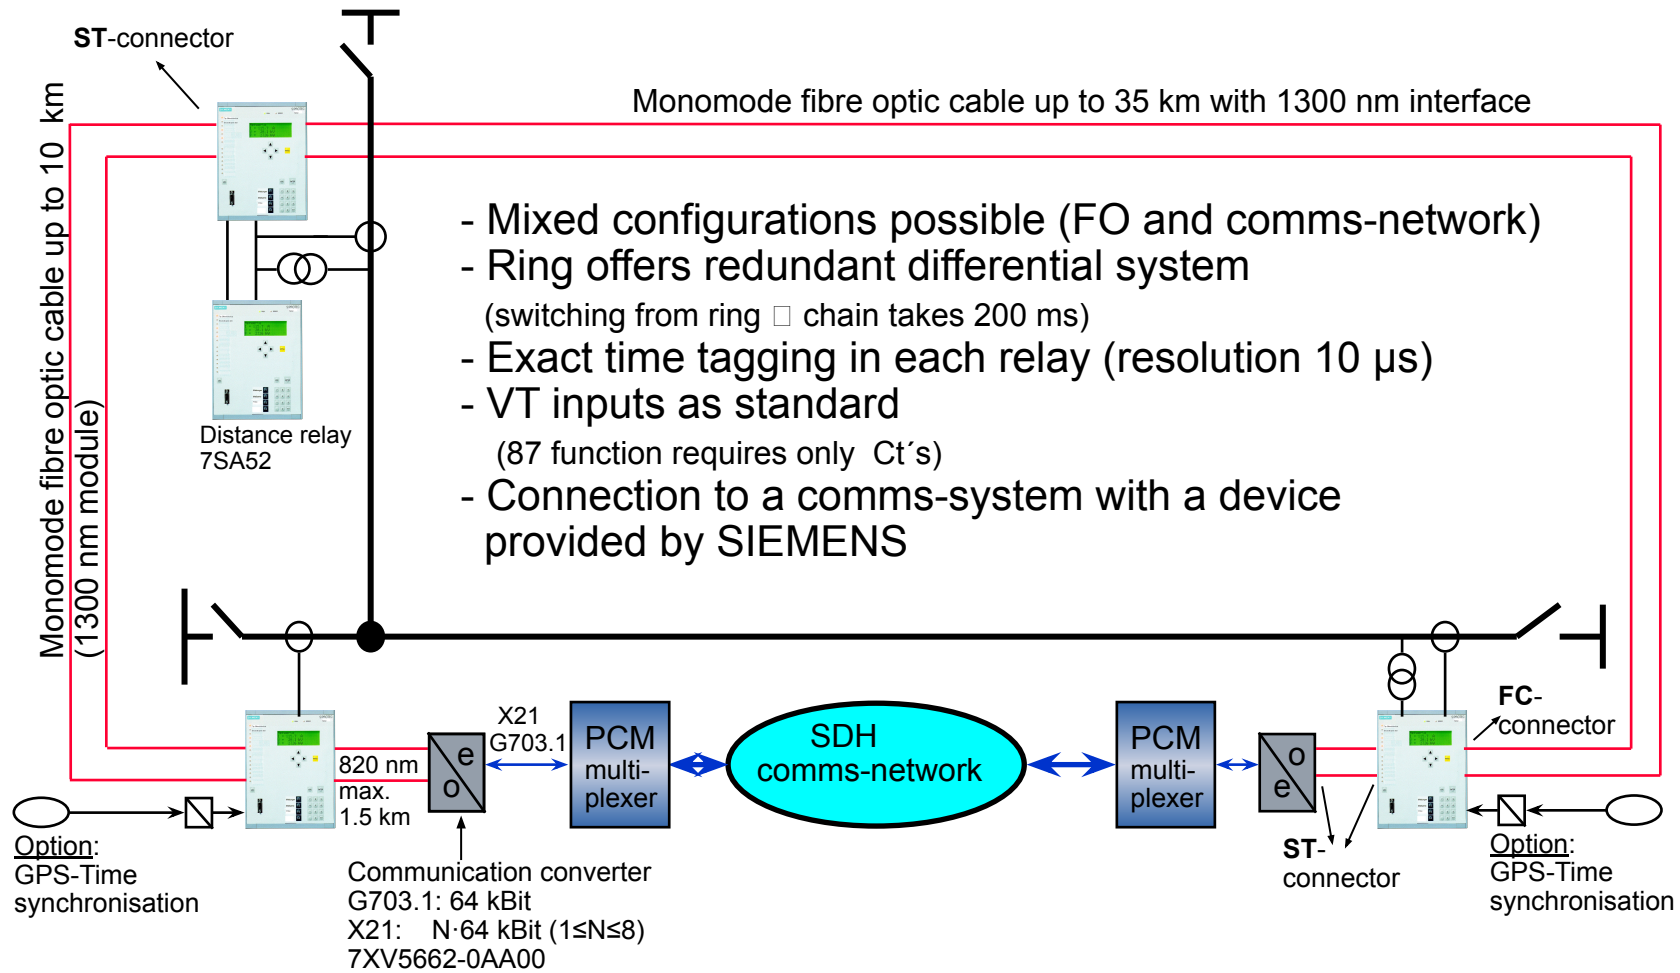 ST-connector
Monomode fibre optic cable up to 35 km with 1300 nm interface
Monomode fibre optic cable up to 10 km
(1300 nm module)
- Mixed configurations possible (FO and comms-network)
- Ring offers redundant differential system
(switching from ring □ chain takes 200 ms)
- Exact time tagging in each relay (resolution 10 µs)
- VT inputs as standard
(87 function requires only Ct´s)
- Connection to a comms-system with a device
provided by SIEMENS
Distance relay
7SA52
FC-
connector
X21
G703.1
820 nm
max.
1.5 km
e
o
PCM
multi-
plexer
SDH
comms-network
PCM
multi-
plexer
o
e
ST-
connector
Option:
GPS-Time
synchronisation
Communication converter
G703.1: 64 kBit
X21: N·64 kBit (1≤N≤8)
7XV5662-0AA00
Option:
GPS-Time
synchronisation